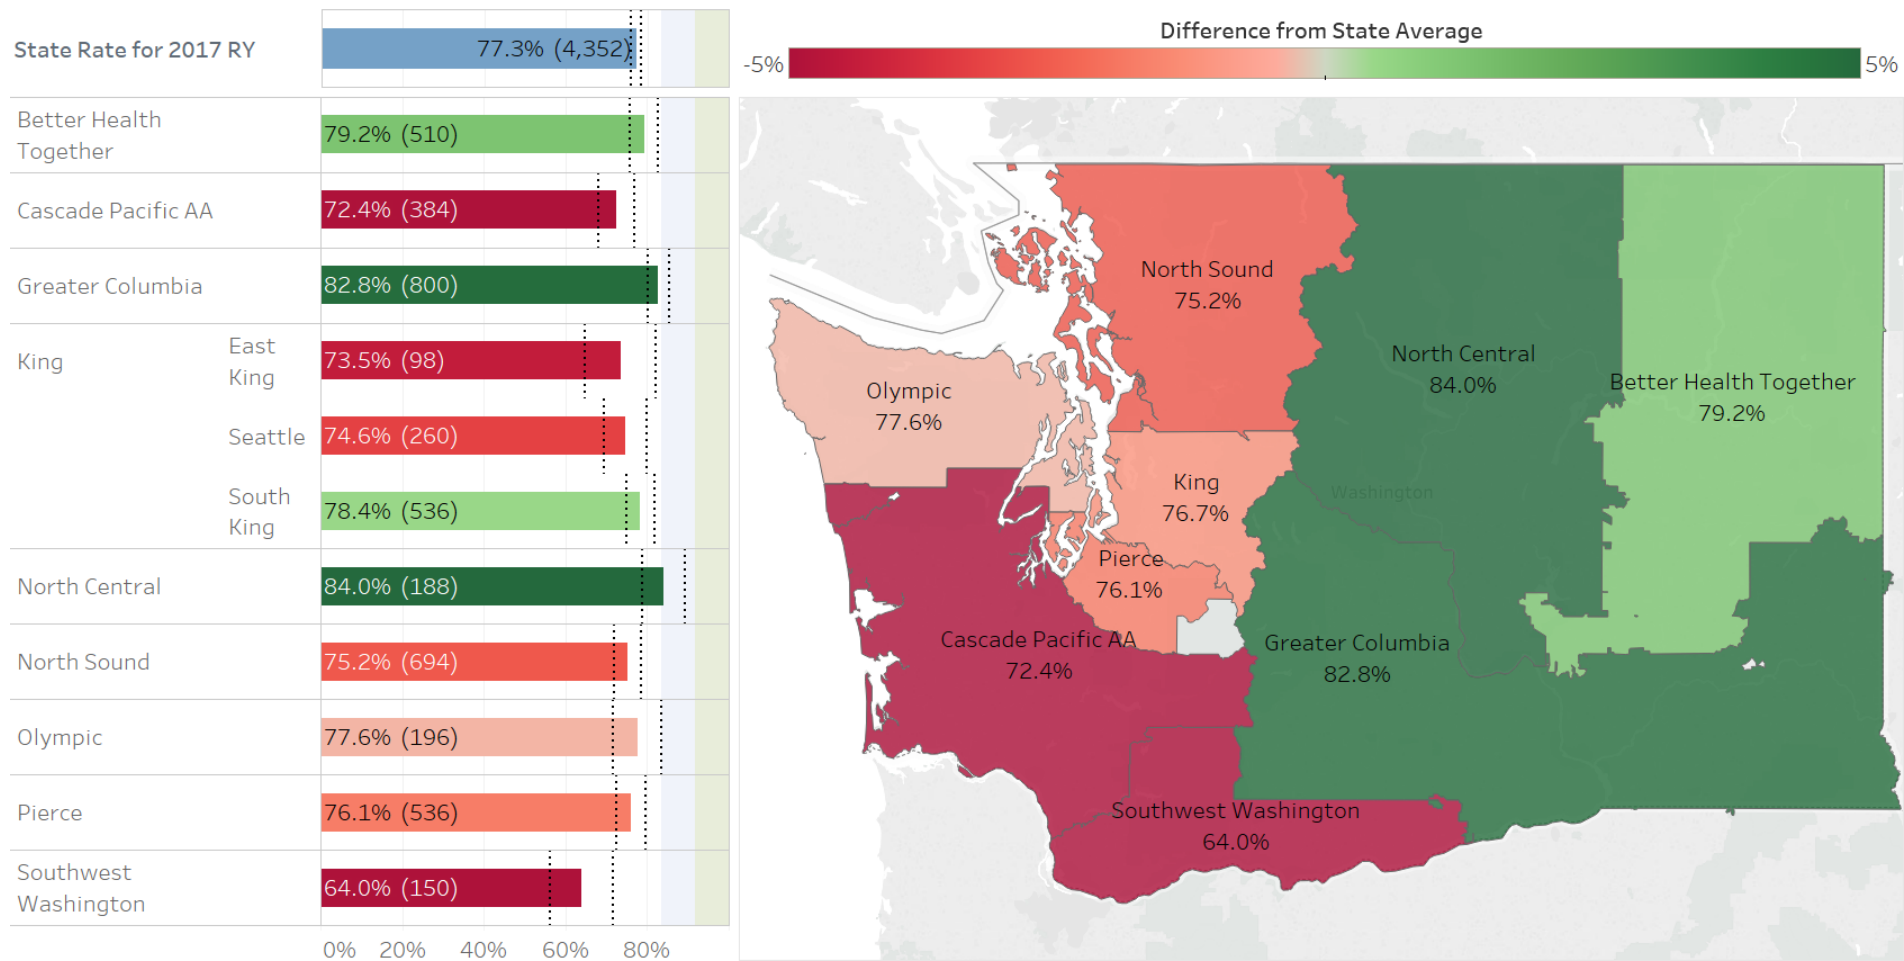 State Rate for 2017 RY
77.3% (4,352)
Better Health
Together
79.2% (510)
Cascade Pacific AA
72.4% (384)
Greater Columbia
82.8% (800)
King
East
King
73.5% (98)
Seattle
74.6% (260)
South
King
78.4% (536)
North Central
84.0% (188)
North Sound
75.2% (694)
Olympic
77.6% (196)
Pierce
76.1% (536)
Southwest
Washington
64.0% (150)
0% 20% 40% 60% 80%
Difference from State Average
-5%
5%
North Sound
75.2%
North Central
84.0%
Better Health Together
79.2%
Olympic
77.6%
King
76.7%
Washington
Pierce
76.1%
Cascade Pacific AA
72.4%
Greater Columbia
82.8%
Southwest Washington
64.0%